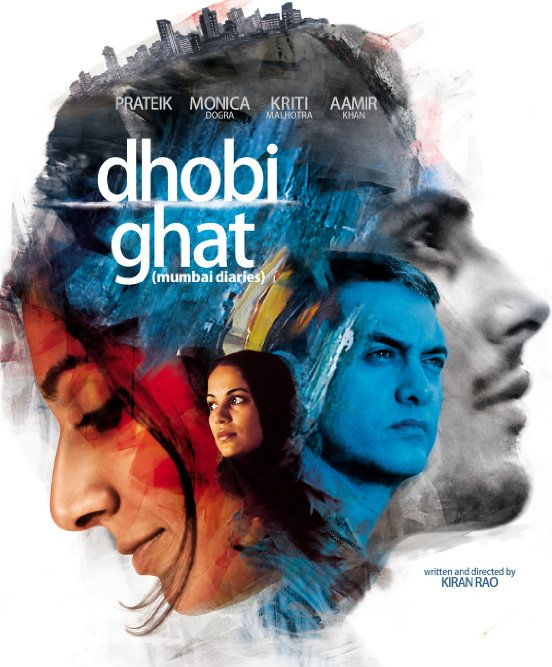 PRATEIK MONICA DOGRA KRITI MALHOTRA AAMIR KHAN
dhobi
ghat
(mumbai diaries)
written and directed by
KIRAN RAO